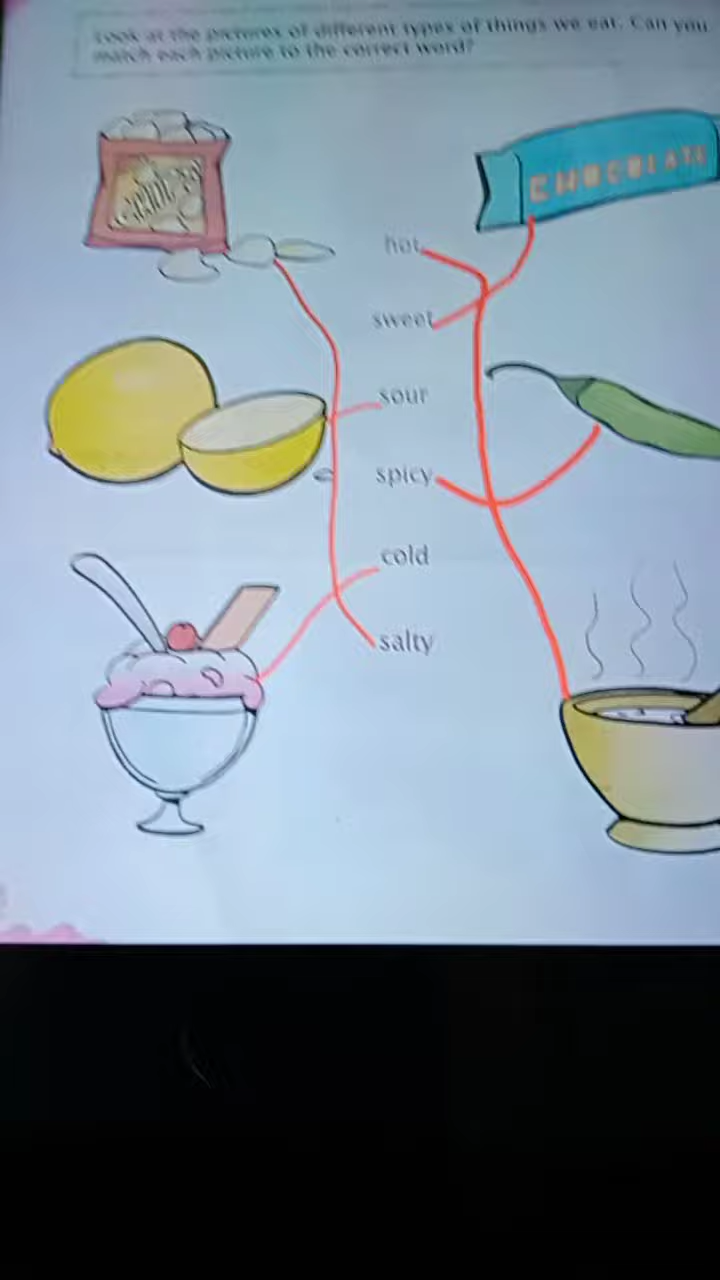 Look at the pictures of different types of things we eat. Can you
match each picture to the correct word?
CHOCOLATE
hot
sweet
sour
spicy
cold
salty